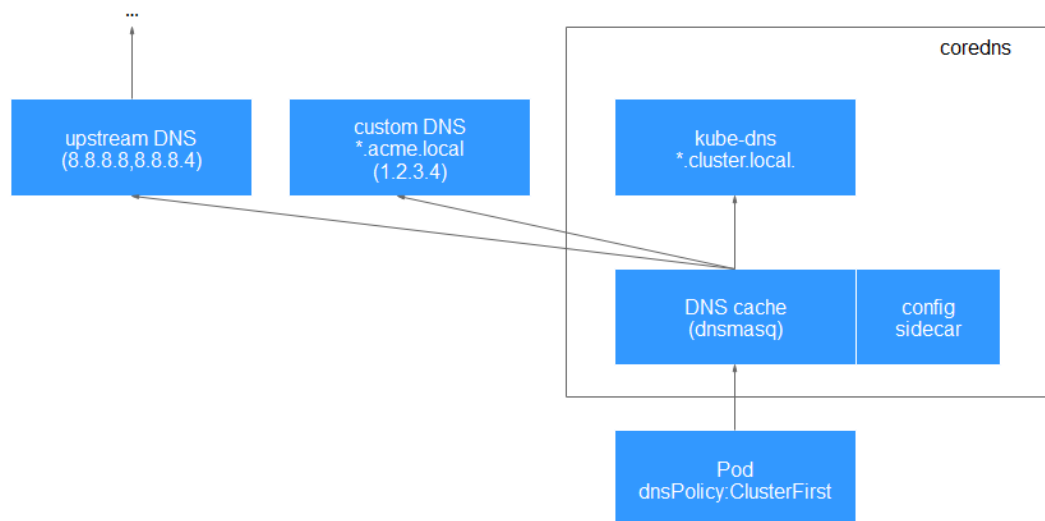 ...
coredns
upstream DNS
(8.8.8.8,8.8.8.4)
custom DNS
*.acme.local
(1.2.3.4)
kube-dns
*.cluster.local.
DNS cache
(dnsmasq)
config
sidecar
Pod
dnsPolicy:ClusterFirst